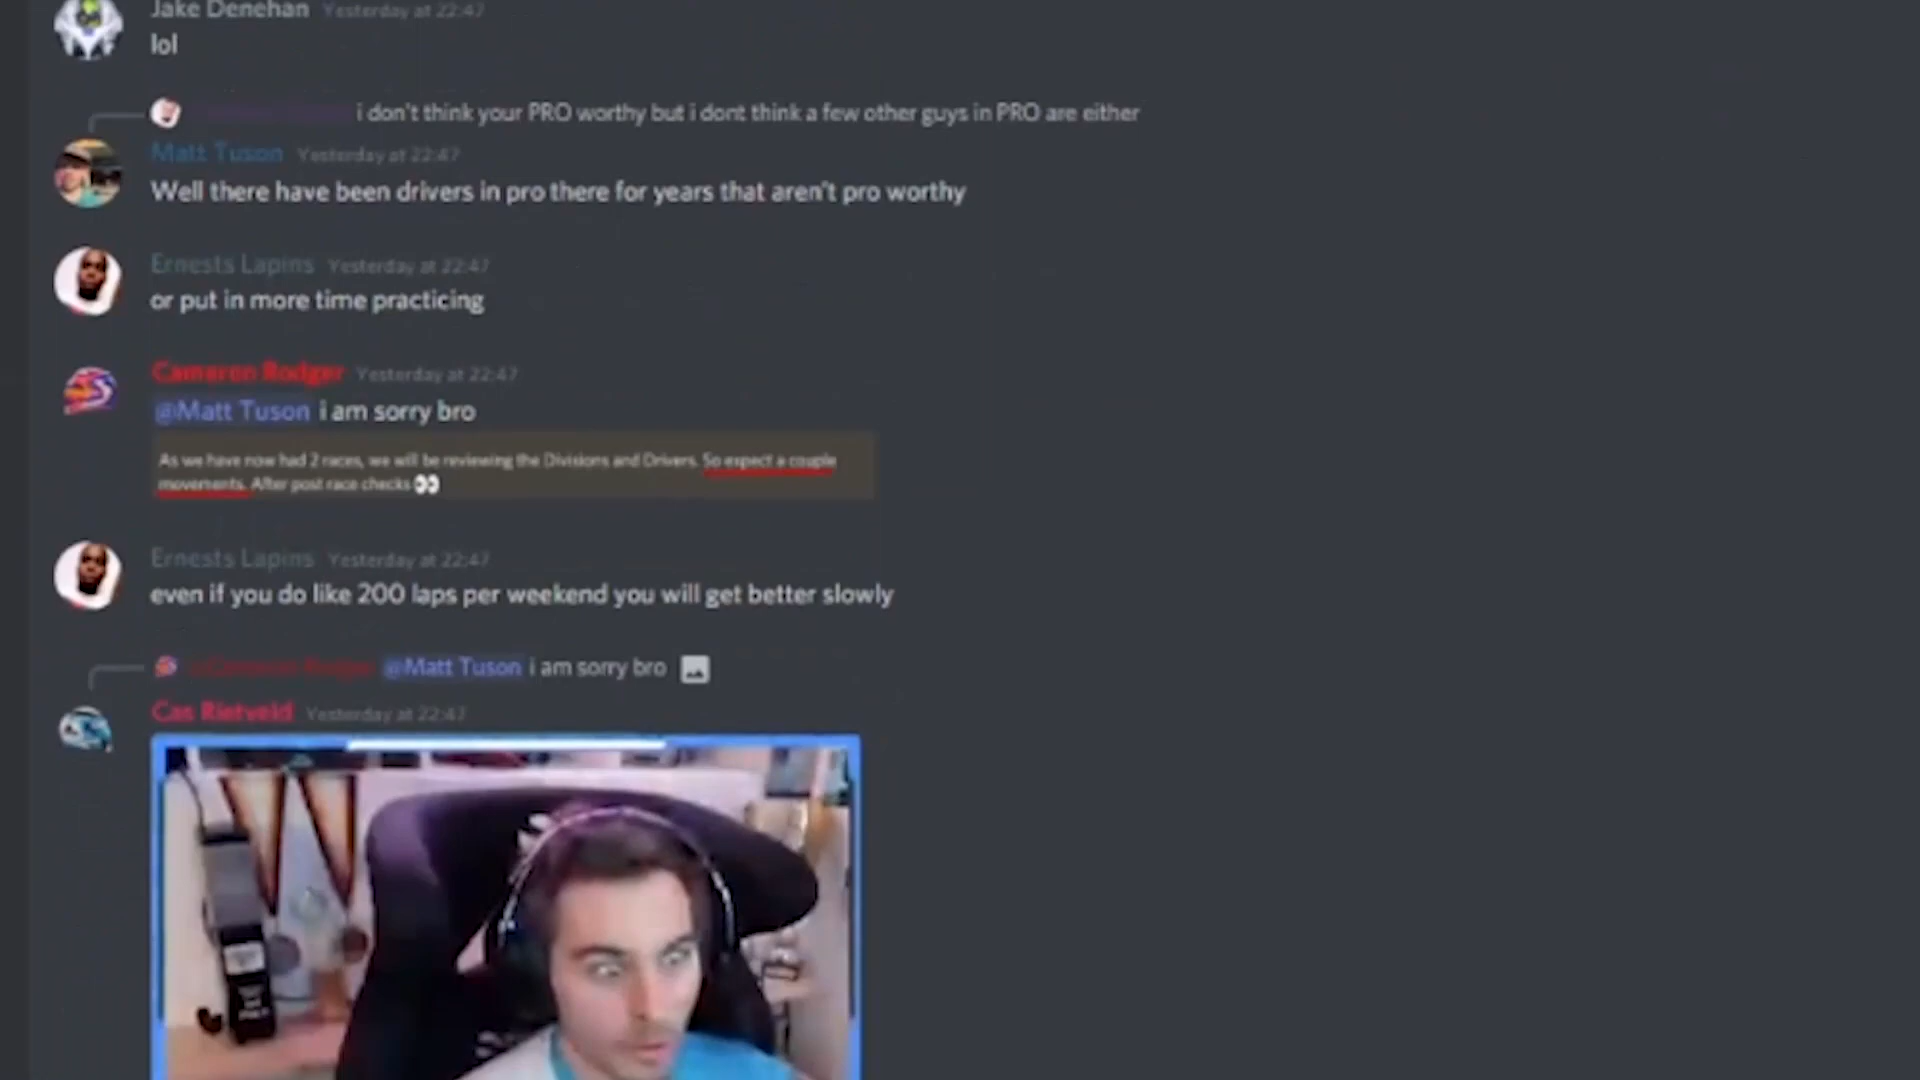 Jake Denehan Yesterday at 22:47
lol
i don't think your PRO worthy but i dont think a few other guys in PRO are either
Matt Tuson Yesterday at 22:47
Well there have been drivers in pro there for years that aren't pro worthy
Ernests Lapins Yesterday at 22:47
or put in more time practicing
Cameron Rodger Yesterday at 22:47
@Matt Tuson i am sorry bro
As we have now had 2 races, we will be reviewing the Divisions and Drivers. So expect a couple
movements. After post race checks 👀
Ernests Lapins Yesterday at 22:47
even if you do like 200 laps per weekend you will get better slowly
Cameron Rodger @Matt Tuson i am sorry bro
Cas Rietveld Yesterday at 22:47